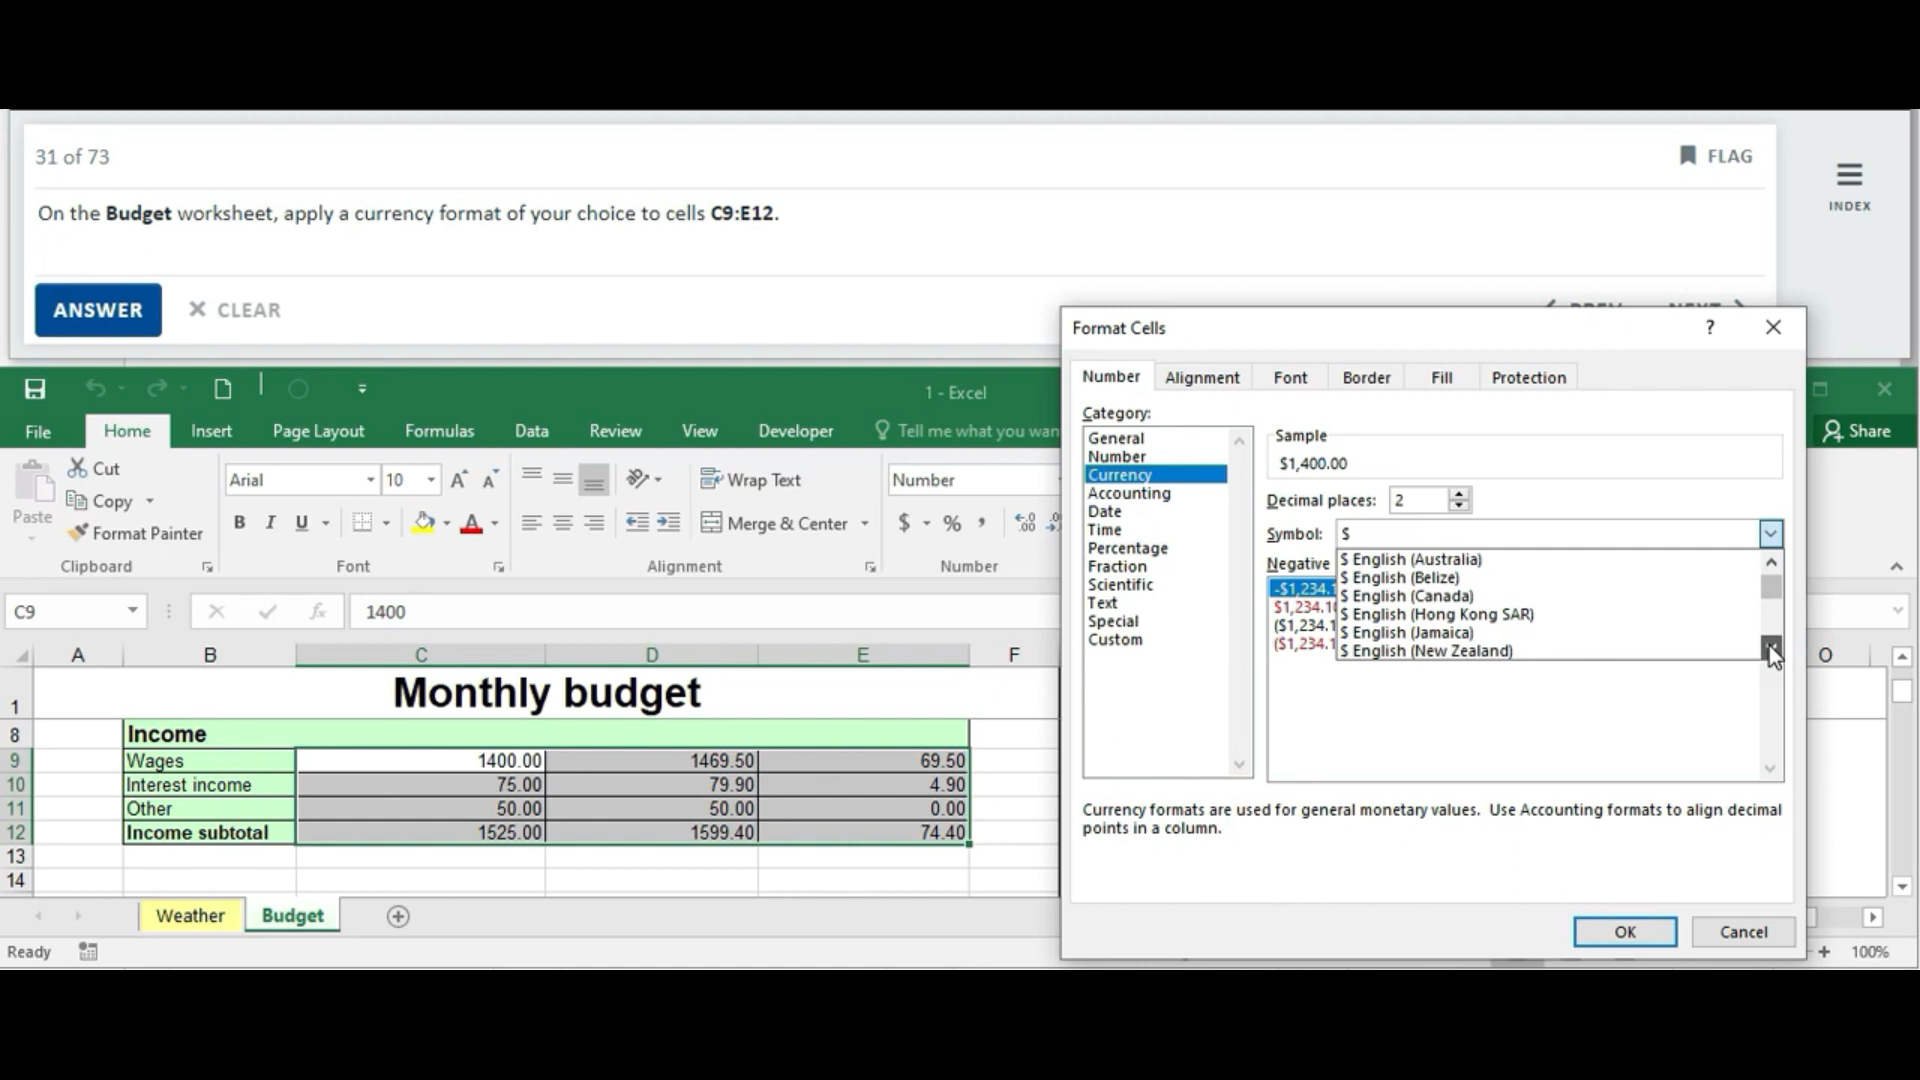 31 of 73
FLAG
INDEX
On the Budget worksheet, apply a currency format of your choice to cells C9:E12.
ANSWER
CLEAR
1 - Excel
File
Home
Insert
Page Layout
Formulas
Data
Review
View
Developer
Tell me what you wan
Share
Paste
Cut
Copy
Format Painter
Clipboard
Arial
10
B I U
Font
Wrap Text
Merge & Center
Alignment
Number
$ % ,
Number
C9
fx
1400
A B C D E F O
1 Monthly budget
8 Income
9 Wages 1400.00 1469.50 69.50
10 Interest income 75.00 79.90 4.90
11 Other 50.00 50.00 0.00
12 Income subtotal 1525.00 1599.40 74.40
13
14
Weather
Budget
Ready
100%
Format Cells
?
Number
Alignment
Font
Border
Fill
Protection
Category:
General
Number
Currency
Accounting
Date
Time
Percentage
Fraction
Scientific
Text
Special
Custom
Sample
$1,400.00
Decimal places: 2
Symbol: $
Negative
-$1,234.1
$1,234.10
($1,234.1
($1,234.1
$ English (Australia)
$ English (Belize)
$ English (Canada)
$ English (Hong Kong SAR)
$ English (Jamaica)
$ English (New Zealand)
Currency formats are used for general monetary values. Use Accounting formats to align decimal
points in a column.
OK
Cancel